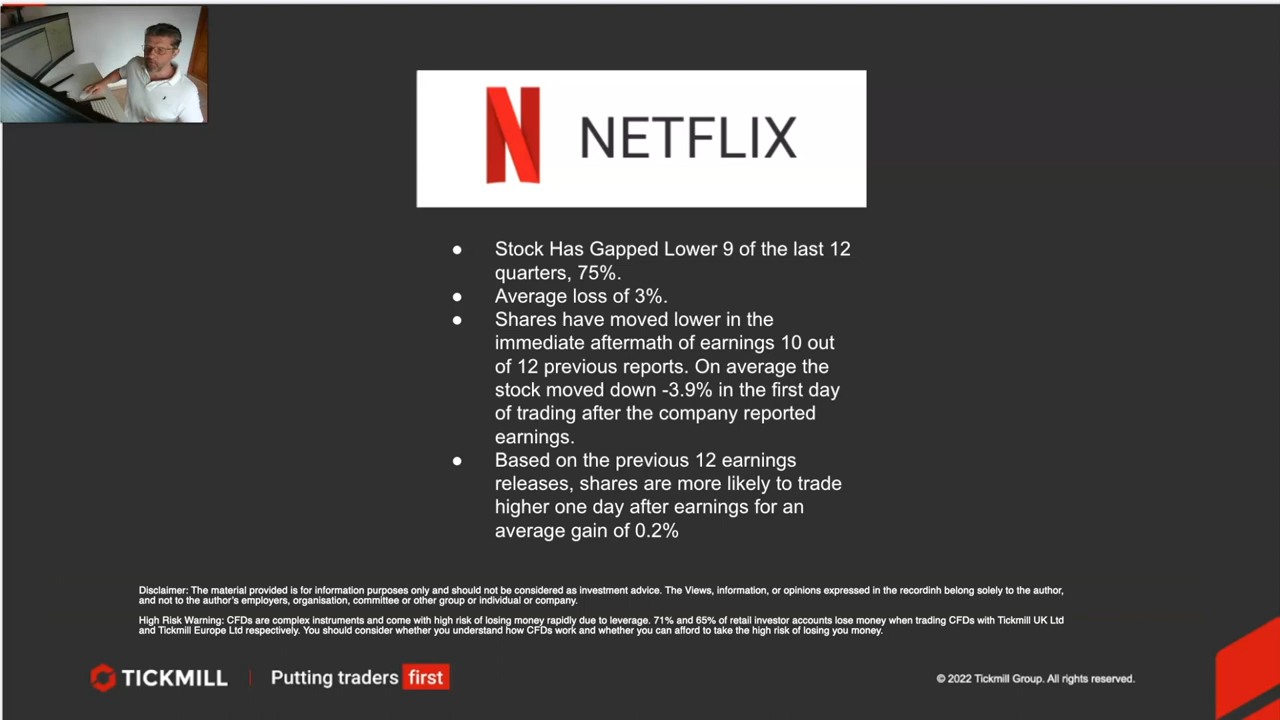 NETFLIX
● Stock Has Gapped Lower 9 of the last 12
quarters, 75%.
● Average loss of 3%.
● Shares have moved lower in the
immediate aftermath of earnings 10 out
of 12 previous reports. On average the
stock moved down -3.9% in the first day
of trading after the company reported
earnings.
● Based on the previous 12 earnings
releases, shares are more likely to trade
higher one day after earnings for an
average gain of 0.2%
Disclaimer: The material provided is for information purposes only and should not be considered as investment advice. The Views, information, or opinions expressed in the recordinh belong solely to the author,
and not to the author's employers, organisation, committee or other group or individual or company.
High Risk Warning: CFDs are complex instruments and come with high risk of losing money rapidly due to leverage. 71% and 65% of retail investor accounts lose money when trading CFDs with Tickmill UK Ltd
and Tickmill Europe Ltd respectively. You should consider whether you understand how CFDs work and whether you can afford to take the high risk of losing you money.
TICKMILL | Putting traders first
© 2022 Tickmill Group. All rights reserved.